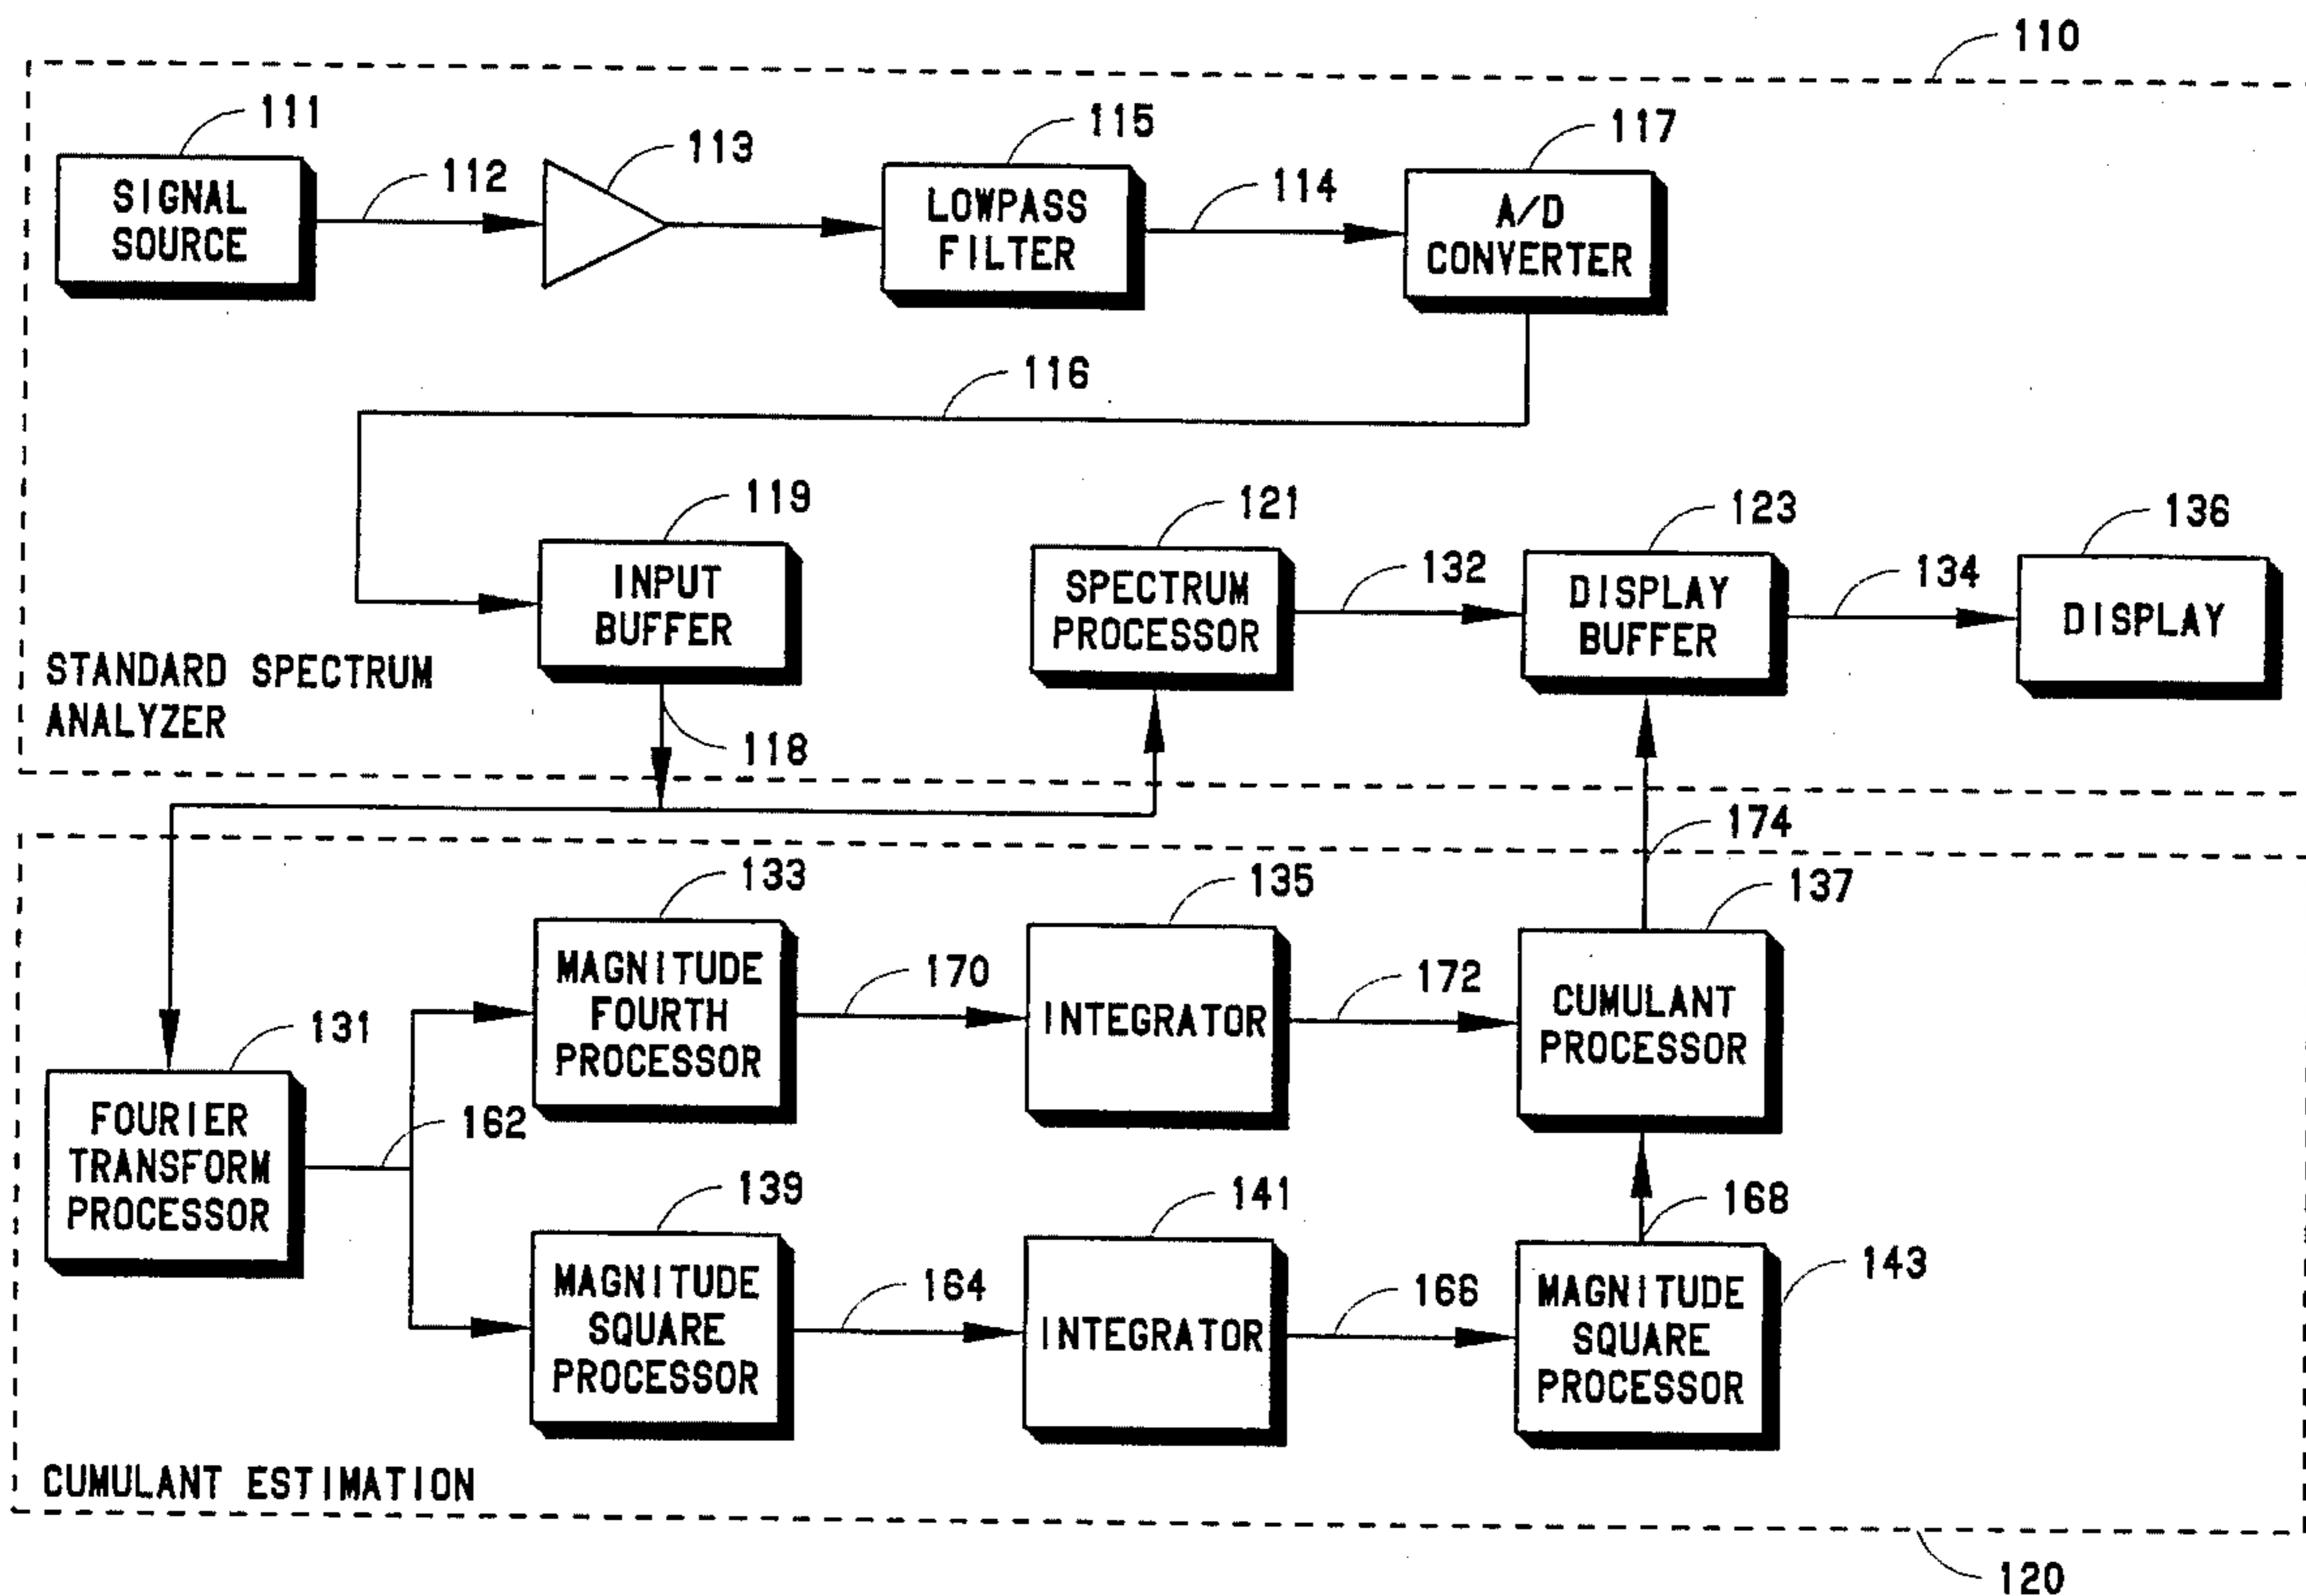 110
111
112
113
115
114
117
SIGNAL
SOURCE
LOWPASS
FILTER
A/D
CONVERTER
116
119
121
123
136
INPUT
BUFFER
SPECTRUM
PROCESSOR
132
DISPLAY
BUFFER
134
DISPLAY
STANDARD SPECTRUM
ANALYZER
118
174
133
135
137
MAGNITUDE
FOURTH
PROCESSOR
170
INTEGRATOR
172
CUMULANT
PROCESSOR
131
FOURIER
TRANSFORM
PROCESSOR
162
139
141
168
143
MAGNITUDE
SQUARE
PROCESSOR
164
INTEGRATOR
166
MAGNITUDE
SQUARE
PROCESSOR
CUMULANT ESTIMATION
120